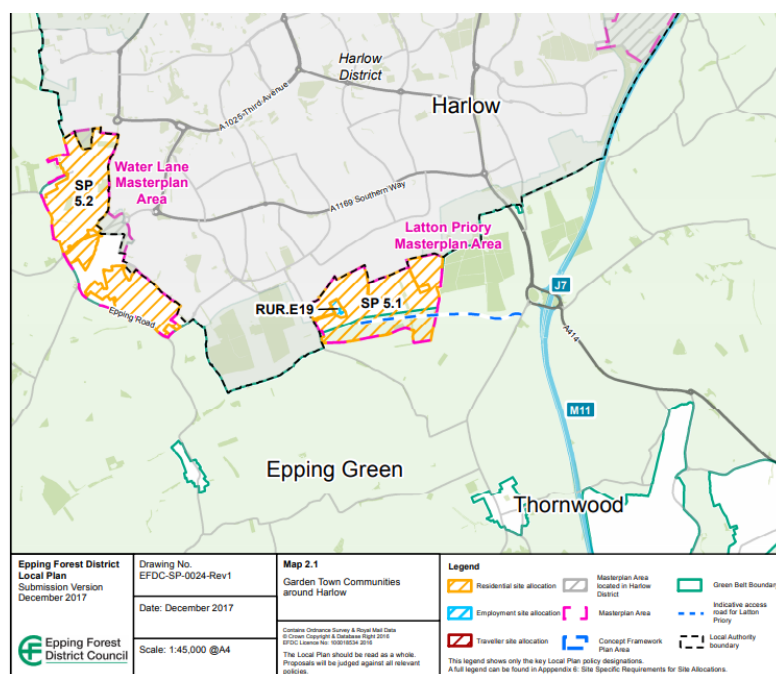 Harlow
District
Harlow
A1025-Third Avenue
Water Lane
Masterplan
Area
SP
5.2
A1169 Southern Way
Latton Priory
Masterplan Area
RUR.E19
SP 5.1
J7
Epping Road
A414
M11
Epping Green
Thornwood
Epping Forest District
Local Plan
Submission Version
December 2017
Epping Forest
District Council
Drawing No.
EFDC-SP-0024-Rev1
Date: December 2017
Scale: 1:45,000 @A4
Map 2.1
Garden Town Communities
around Harlow
Contains Ordnance Survey & Royal Mail Data
© Crown Copyright & Database Right 2016
EFDC Licence No: 100018534 2016
The Local Plan should be read as a whole.
Proposals will be judged against all relevant
policies.
Legend
Residential site allocation
Employment site allocation
Traveller site allocation
Masterplan Area
located in Harlow
District
Masterplan Area
Concept Framework
Plan Area
Green Belt Boundary
Indicative access
road for Latton
Priory
Local Authority
boundary
This legend shows only the key Local Plan policy designations.
A full legend can be found in Apppendix 6: Site Specific Requirements for Site Allocations.